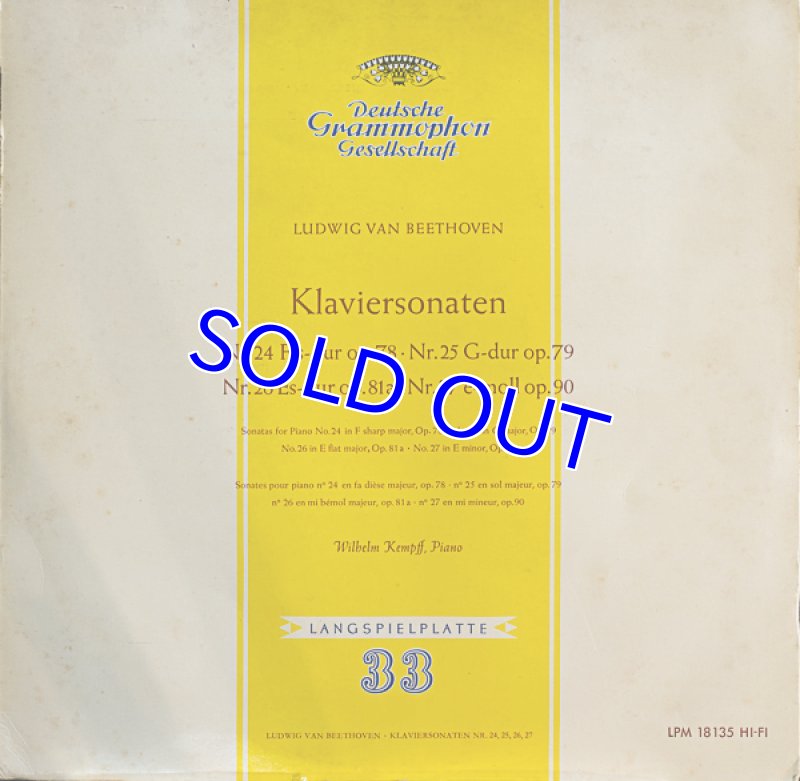 Deutsche
Grammophon
Gesellschaft
LUDWIG VAN BEETHOVEN
Klaviersonaten
24 op.78 · Nr.25 G-dur op.79
op.90
Sonatas for Piano No.24 in F sharp major,
No.26 in E flat major, Op. 81a · No. 27 in E minor,
Sonates pour piano nº 24 en fa dièse majeur, op. 78 · nº 25 en sol majeur, op. 79
nº 26 en mi bémol majeur, op. 81a · nº 27 en mi mineur, op. 90
Wilhelm Kempff, Piano
LANGSPIELPLATTE
33
LUDWIG VAN BEETHOVEN · KLAVIERSONATEN NR. 24, 25, 26, 27
LPM 18135 HI-FI
SOLD OUT